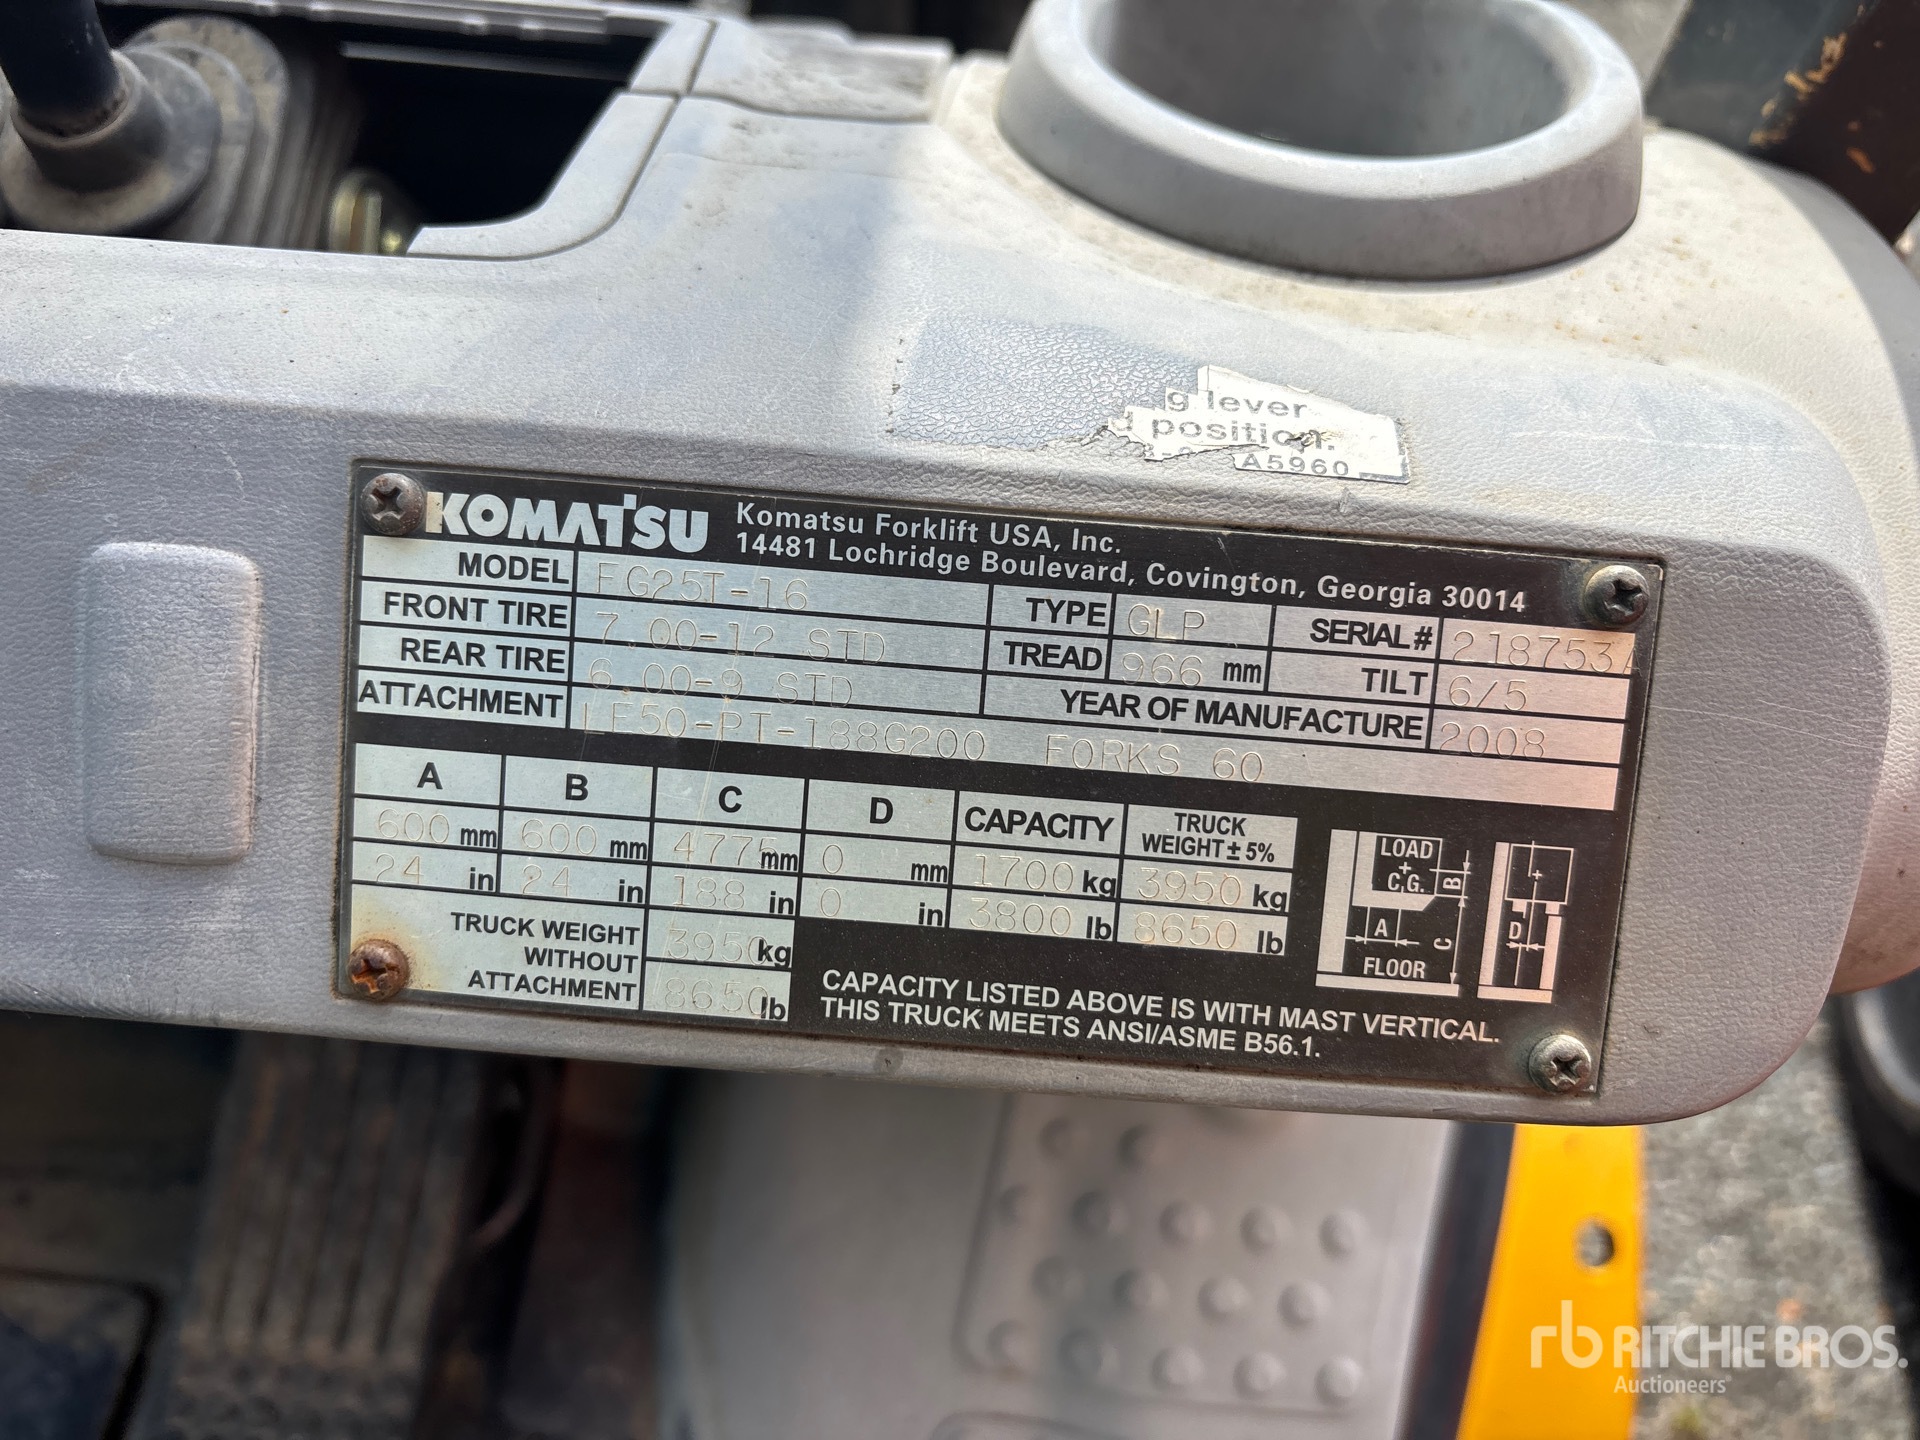 g lever
d position.
A5960
KOMATSU
Komatsu Forklift USA, Inc.
14481 Lochridge Boulevard, Covington, Georgia 30014
MODEL FG25T-16 TYPE GLP SERIAL # 218753A
FRONT TIRE 7.00-12 STD TREAD 966 mm TILT 6/5
REAR TIRE 6.00-9 STD YEAR OF MANUFACTURE 2008
ATTACHMENT LE50-PT-188G200 FORKS 60
A B C D CAPACITY TRUCK WEIGHT ± 5%
600 mm 600 mm 4775 mm 0 mm 1700 kg 3950 kg
24 in 24 in 188 in 0 in 3800 lb 8650 lb
TRUCK WEIGHT
WITHOUT
ATTACHMENT
3950 kg
8650 lb
CAPACITY LISTED ABOVE IS WITH MAST VERTICAL.
THIS TRUCK MEETS ANSI/ASME B56.1.
LOAD
C.G.
B
A
C
FLOOR
D
rb RITCHIE BROS.
Auctioneers